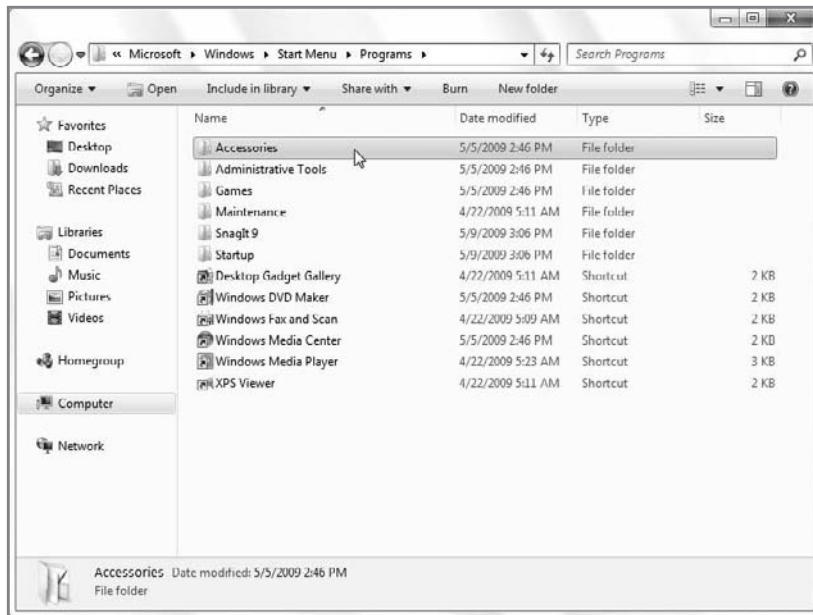 « Microsoft ▸ Windows ▸ Start Menu ▸ Programs ▸ Search Programs
Organize ▾ Open Include in library ▾ Share with ▾ Burn New folder
Name Date modified Type Size
Favorites
Desktop
Downloads
Recent Places
Libraries
Documents
Music
Pictures
Videos
Homegroup
Computer
Network
Accessories 5/5/2009 2:46 PM File folder
Administrative Tools 5/5/2009 2:46 PM File folder
Games 5/5/2009 2:46 PM File folder
Maintenance 4/22/2009 5:11 AM File folder
SnagIt 9 5/9/2009 3:06 PM File folder
Startup 5/9/2009 3:06 PM File folder
Desktop Gadget Gallery 4/22/2009 5:11 AM Shortcut 2 KB
Windows DVD Maker 5/5/2009 2:46 PM Shortcut 2 KB
Windows Fax and Scan 4/22/2009 5:09 AM Shortcut 2 KB
Windows Media Center 5/5/2009 2:46 PM Shortcut 2 KB
Windows Media Player 4/22/2009 5:23 AM Shortcut 3 KB
XPS Viewer 4/22/2009 5:11 AM Shortcut 2 KB
Accessories Date modified: 5/5/2009 2:46 PM
File folder